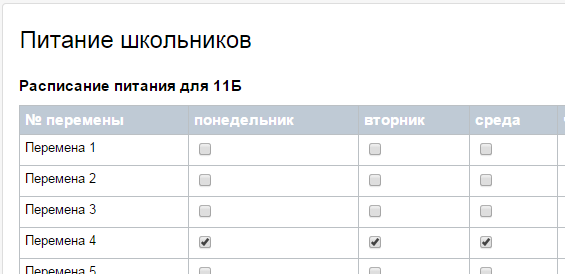 Питание школьников
Расписание питания для 11Б
№ перемены понедельник вторник среда
Перемена 1
Перемена 2
Перемена 3
Перемена 4
Перемена 5